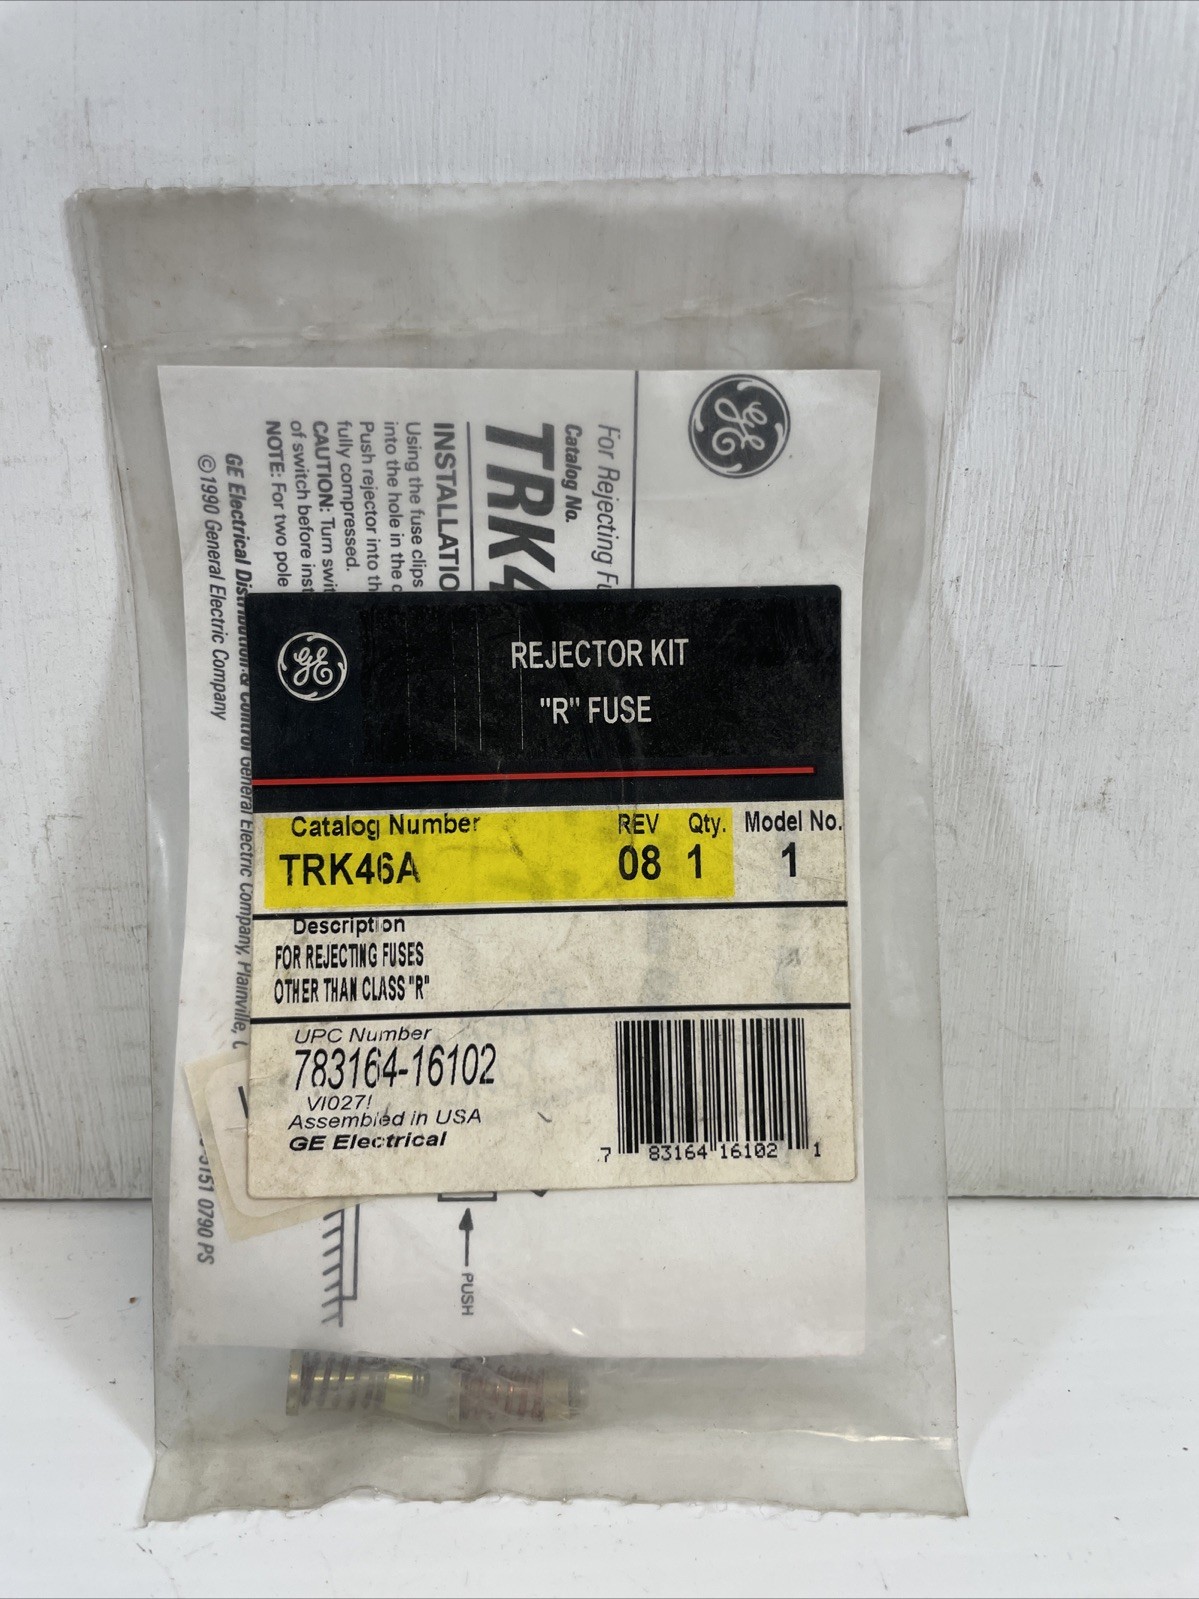 GE
For Rejecting Fu
Catalog No.
TRK4
INSTALLATIO
Using the fuse clips
into the hole in the c
Push rejector into th
fully compressed.
CAUTION: Turn swit
of switch before inst
NOTE: For two pole
GE Electrical Distribution & Control General Electric Company, Plainville, C
©1990 General Electric Company
GE
REJECTOR KIT
"R" FUSE
Catalog Number REV Qty. Model No.
TRK46A 08 1 1
Description
FOR REJECTING FUSES
OTHER THAN CLASS "R"
UPC Number
783164-16102
VI027!
Assembled in USA
GE Electrical
7 83164 16102 1
5151 0790 PS
PUSH